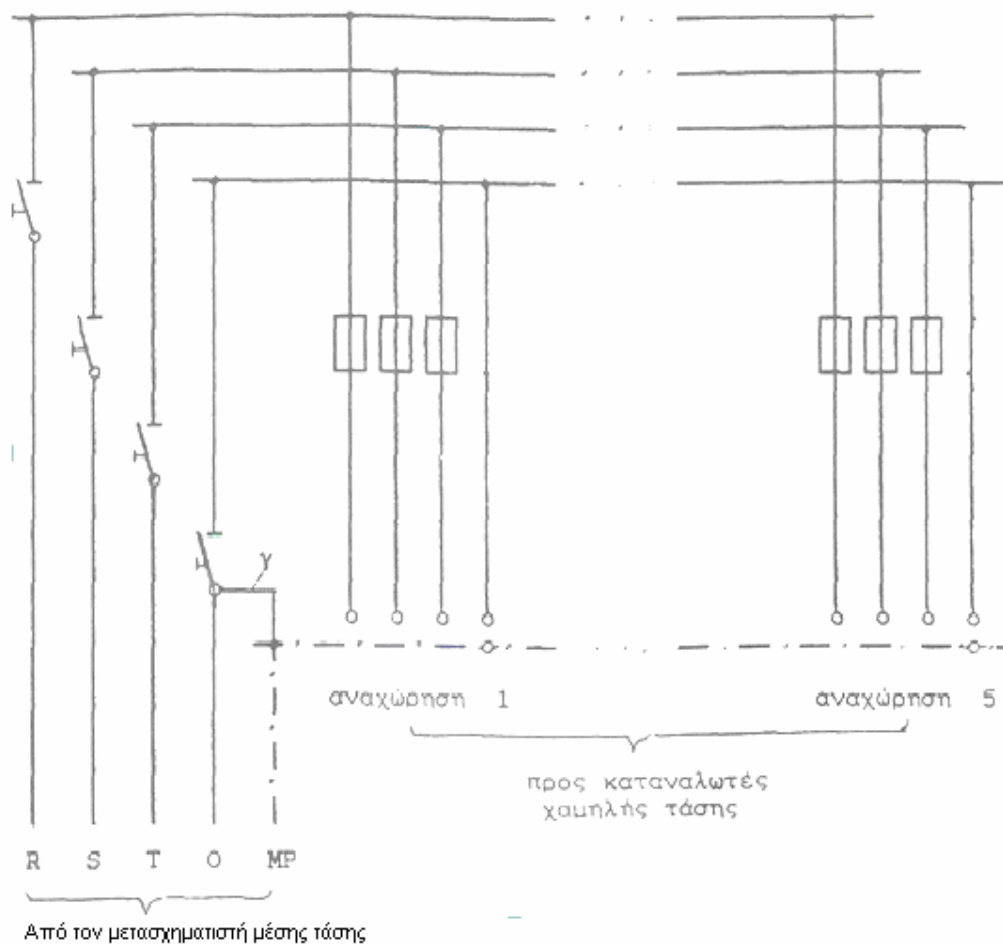 γ
αναχώρηση 1
αναχώρηση 5
προς καταναλωτές
χαμηλής τάσης
R S T O MP
Από τον μετασχηματιστή μέσης τάσης